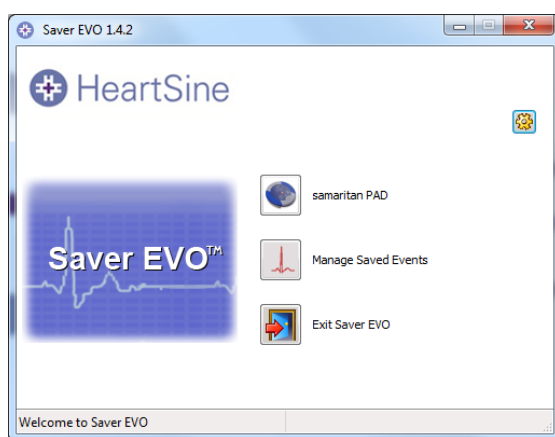 Saver EVO 1.4.2
HeartSine
samaritan PAD
Saver EVO™
Manage Saved Events
Exit Saver EVO
Welcome to Saver EVO